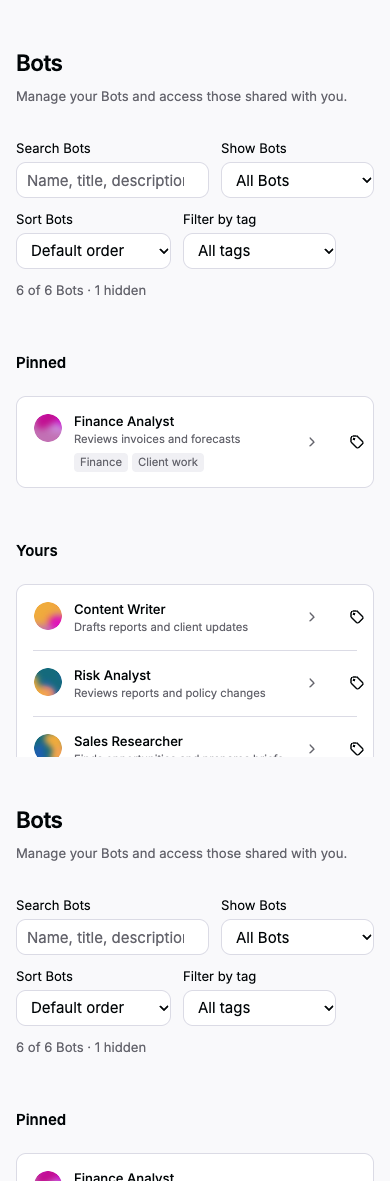 Bots
Manage your Bots and access those shared with you.
Search Bots
Show Bots
Name, title, description
All Bots
Sort Bots
Filter by tag
Default order
All tags
6 of 6 Bots · 1 hidden
Pinned
Finance Analyst
Reviews invoices and forecasts
Finance
Client work
Yours
Content Writer
Drafts reports and client updates
Risk Analyst
Reviews reports and policy changes
Sales Researcher
Bots
Manage your Bots and access those shared with you.
Search Bots
Show Bots
Name, title, description
All Bots
Sort Bots
Filter by tag
Default order
All tags
6 of 6 Bots · 1 hidden
Pinned
Finance Analyst